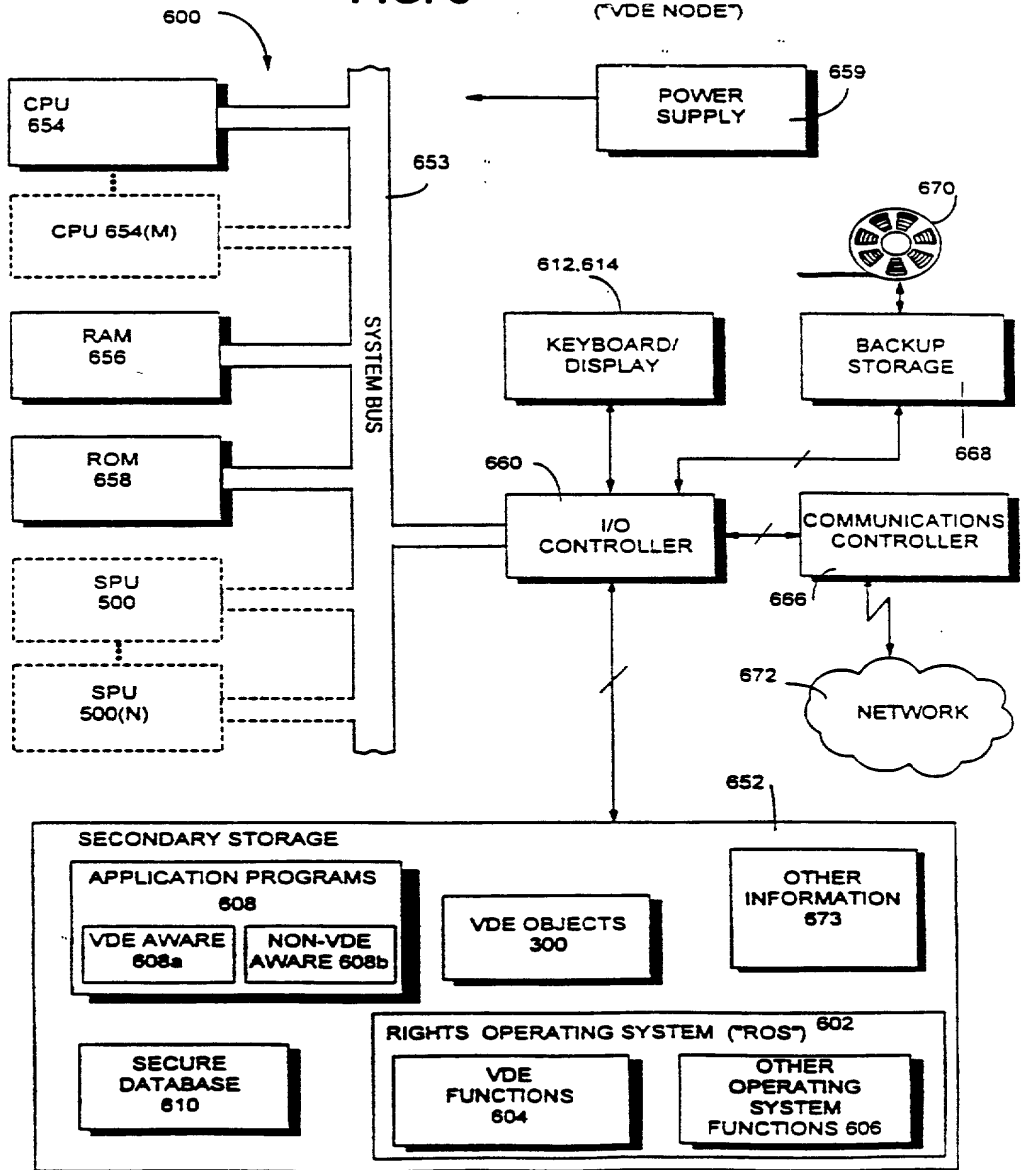 ("VDE NODE")
600
CPU
654
POWER
SUPPLY
659
653
CPU 654(M)
670
612,614
RAM
656
SYSTEM BUS
KEYBOARD/
DISPLAY
BACKUP
STORAGE
668
ROM
658
660
I/O
CONTROLLER
COMMUNICATIONS
CONTROLLER
666
SPU
500
SPU
500(N)
672
NETWORK
652
SECONDARY STORAGE
APPLICATION PROGRAMS
608
VDE AWARE
608a
NON-VDE
AWARE 608b
VDE OBJECTS
300
OTHER
INFORMATION
673
SECURE
DATABASE
610
RIGHTS OPERATING SYSTEM ("ROS") 602
VDE
FUNCTIONS
604
OTHER
OPERATING
SYSTEM
FUNCTIONS 606